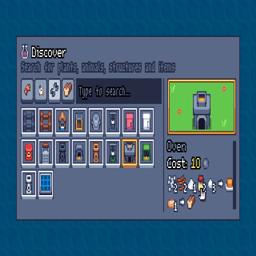 Discover
Search for plants, animals, structures and items
Type to search...
Oven
Cost: 10